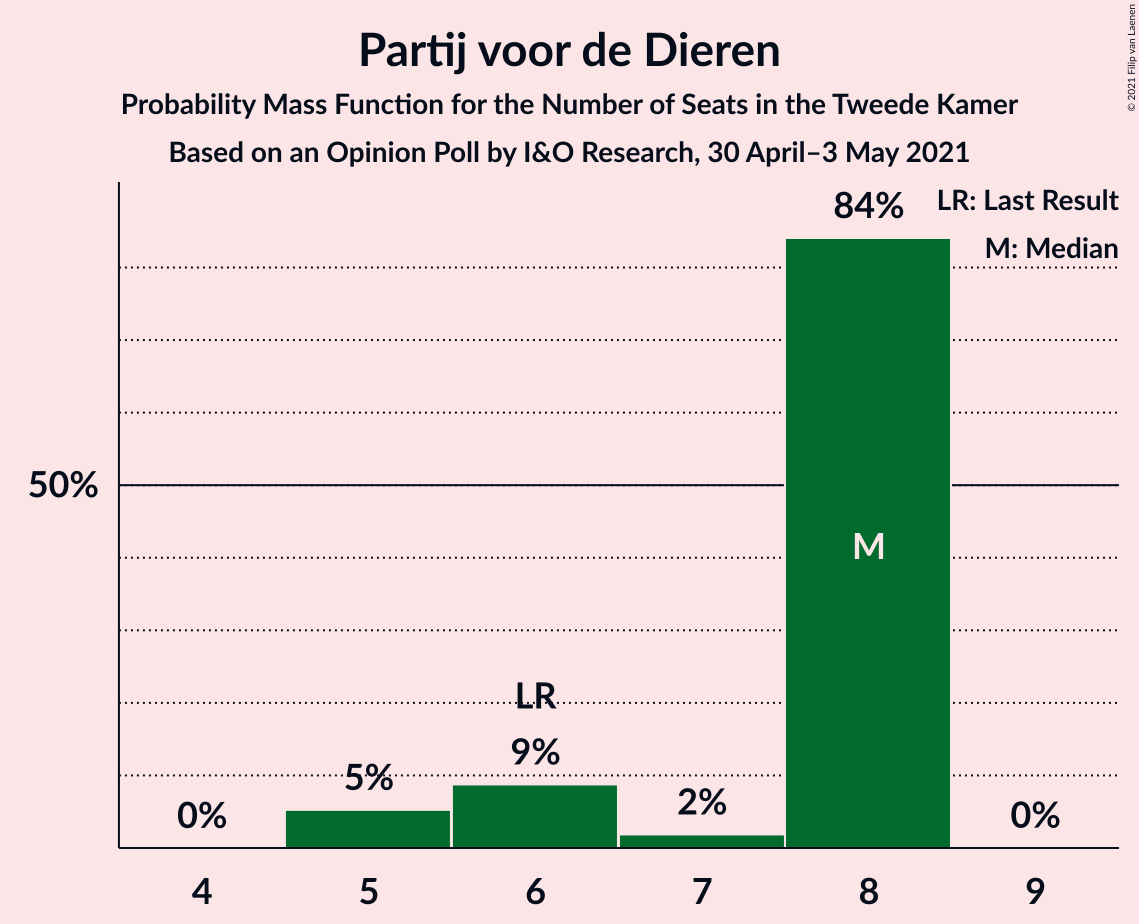 Partij voor de Dieren
Probability Mass Function for the Number of Seats in the Tweede Kamer
Based on an Opinion Poll by I&O Research, 30 April–3 May 2021
© 2021 Filip van Laenen
LR: Last Result
M: Median
84%
50%
M
LR
9%
5%
2%
0%
0%
4 5 6 7 8 9